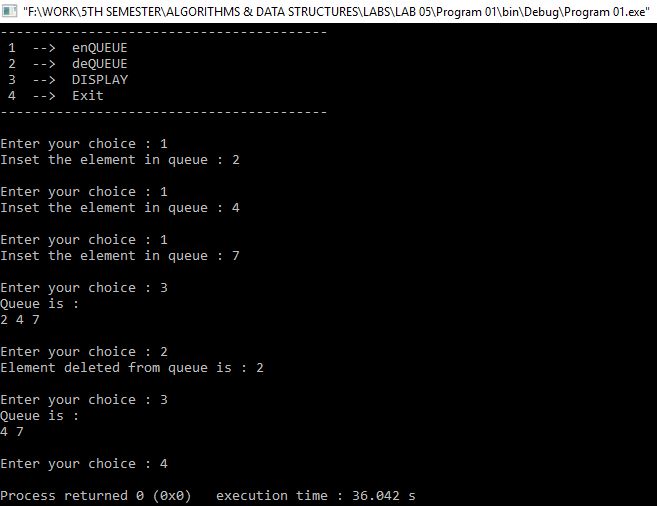 "F:\WORK\5TH SEMESTER\ALGORITHMS & DATA STRUCTURES\LABS\LAB 05\Program 01\bin\Debug\Program 01.exe"
-----------------------------------------
1 --> enQUEUE
2 --> deQUEUE
3 --> DISPLAY
4 --> Exit
-----------------------------------------
Enter your choice : 1
Inset the element in queue : 2
Enter your choice : 1
Inset the element in queue : 4
Enter your choice : 1
Inset the element in queue : 7
Enter your choice : 3
Queue is :
2 4 7
Enter your choice : 2
Element deleted from queue is : 2
Enter your choice : 3
Queue is :
4 7
Enter your choice : 4
Process returned 0 (0x0)   execution time : 36.042 s